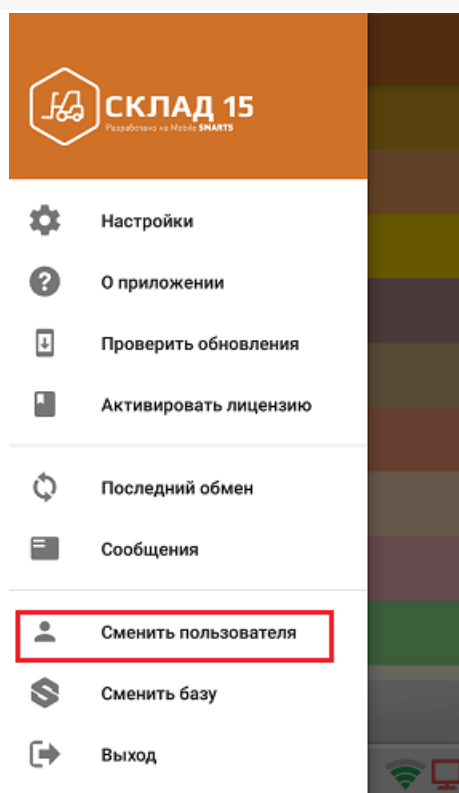 СКЛАД 15
Разработано на Mobile SMARTS
Настройки
О приложении
Проверить обновления
Активировать лицензию
Последний обмен
Сообщения
Сменить пользователя
Сменить базу
Выход